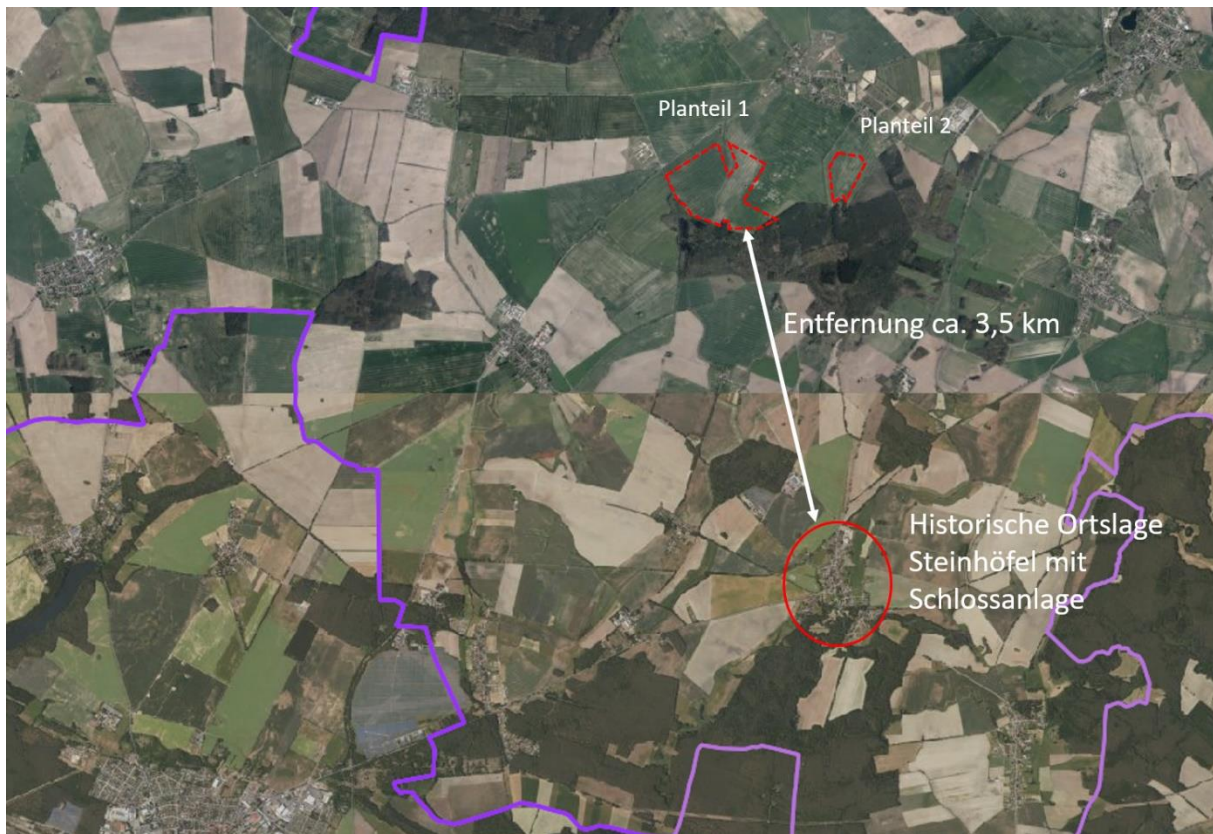 Planteil 1
Planteil 2
Entfernung ca. 3,5 km
Historische Ortslage
Steinhöfel mit
Schlossanlage